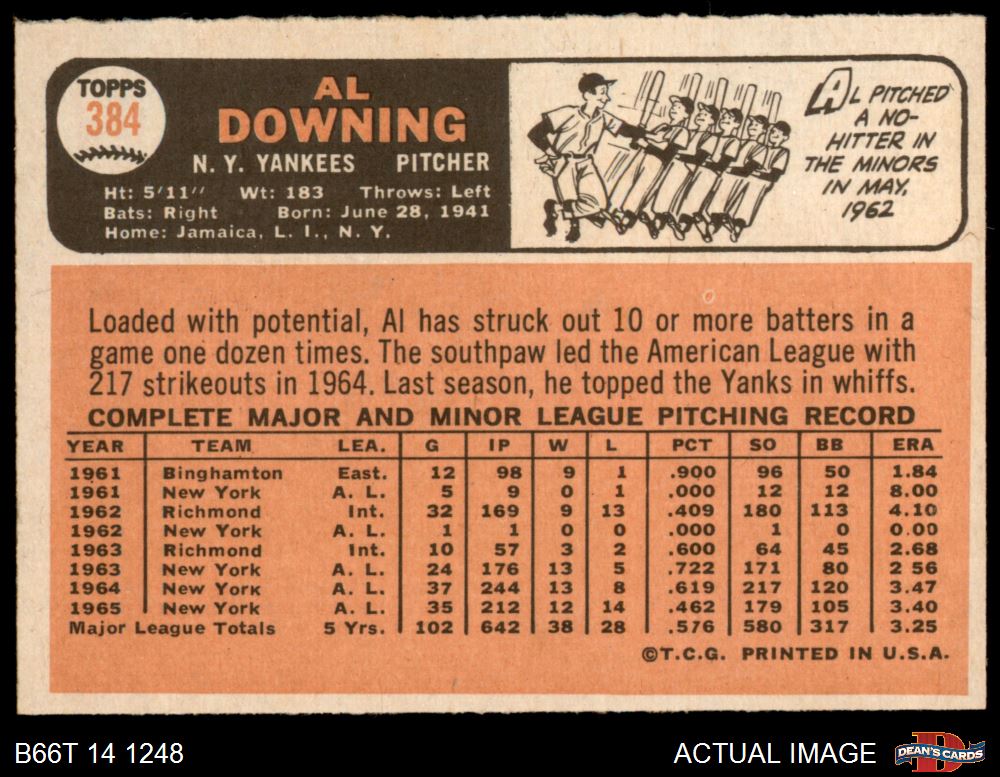 TOPPS
384
AL
DOWNING
N. Y. YANKEES PITCHER
Ht: 5'11" Wt: 183 Throws: Left
Bats: Right Born: June 28, 1941
Home: Jamaica, L. I., N. Y.
AL PITCHED
A NO-
HITTER IN
THE MINORS
IN MAY,
1962
Loaded with potential, Al has struck out 10 or more batters in a
game one dozen times. The southpaw led the American League with
217 strikeouts in 1964. Last season, he topped the Yanks in whiffs.
COMPLETE MAJOR AND MINOR LEAGUE PITCHING RECORD
YEAR TEAM LEA. G IP W L PCT SO BB ERA
1961 Binghamton East. 12 98 9 1 .900 96 50 1.84
1961 New York A. L. 5 9 0 1 .000 12 12 8.00
1962 Richmond Int. 32 169 9 13 .409 180 113 4.10
1962 New York A. L. 1 1 0 0 .000 1 0 0.00
1963 Richmond Int. 10 57 3 2 .600 64 45 2.68
1963 New York A. L. 24 176 13 5 .722 171 80 2 56
1964 New York A. L. 37 244 13 8 .619 217 120 3.47
1965 New York A. L. 35 212 12 14 .462 179 105 3.40
Major League Totals 5 Yrs. 102 642 38 28 .576 580 317 3.25
©T.C.G. PRINTED IN U.S.A.
B66T 14 1248
ACTUAL IMAGE
D
DEAN'S CARDS